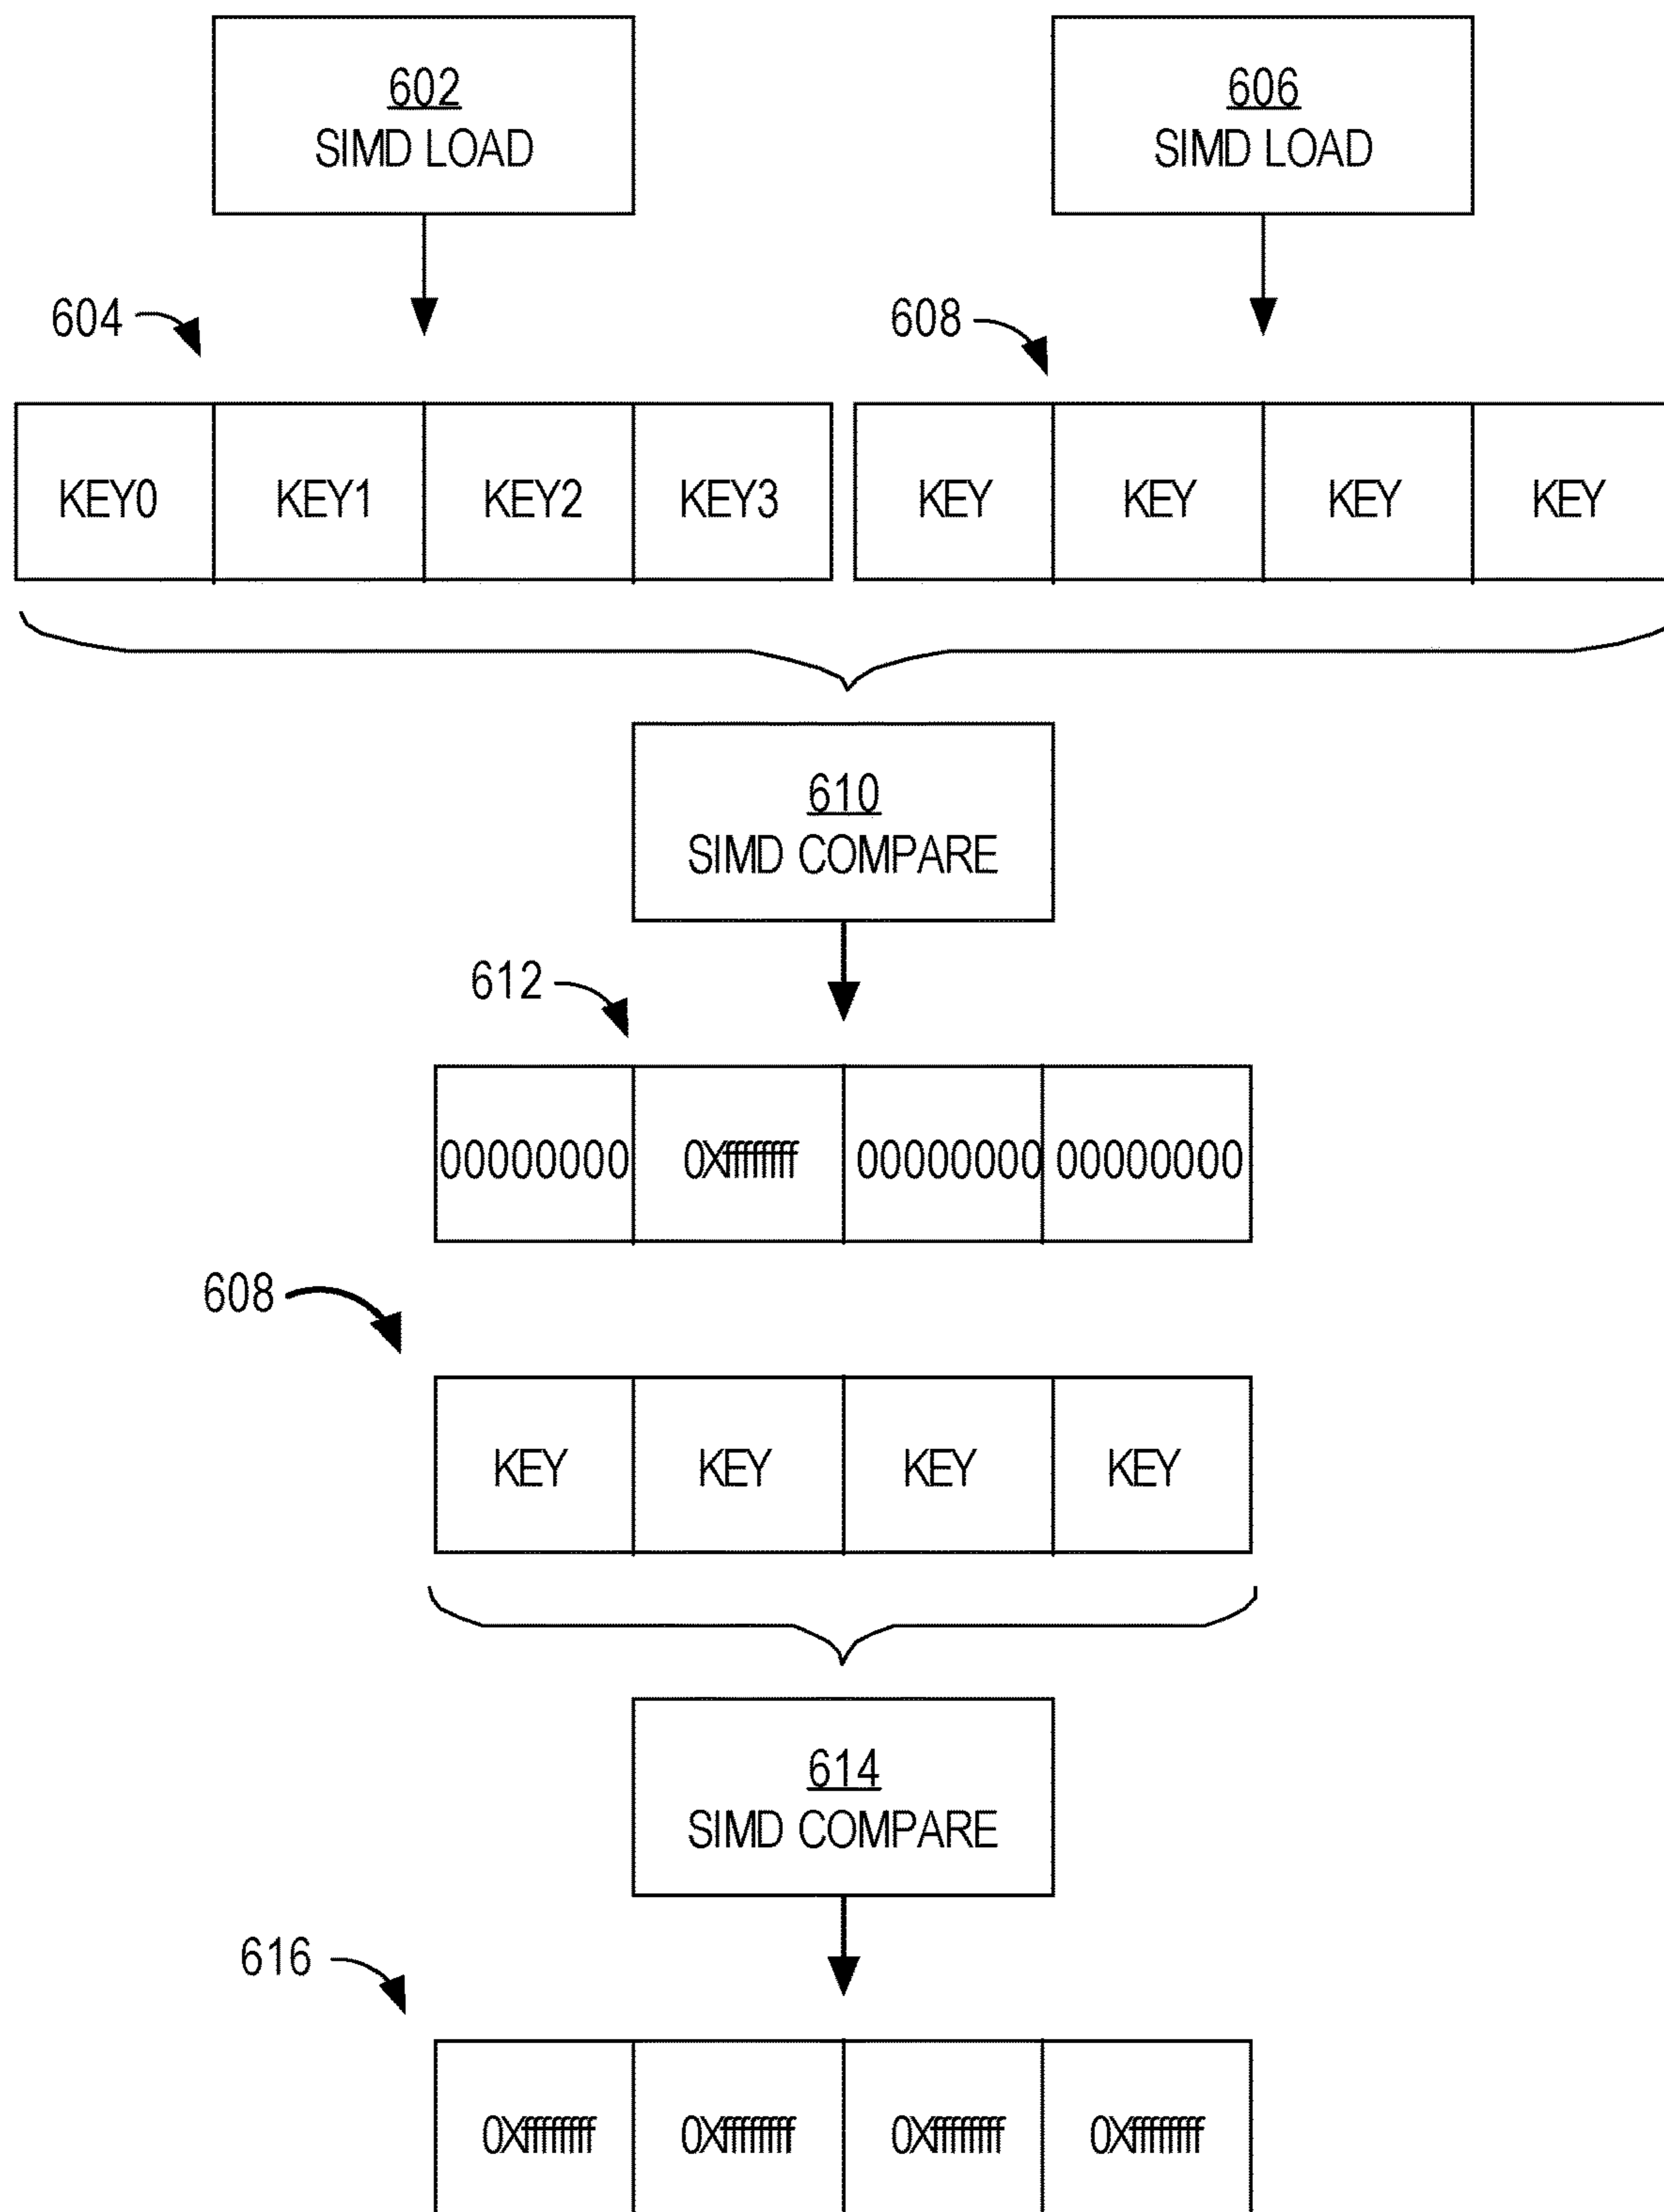 602
SIMD LOAD
606
SIMD LOAD
604
608
KEY0 KEY1 KEY2 KEY3 KEY KEY KEY KEY
610
SIMD COMPARE
612
00000000 0Xffffffff 00000000 00000000
608
KEY KEY KEY KEY
614
SIMD COMPARE
616
0Xffffffff 0Xffffffff 0Xffffffff 0Xffffffff